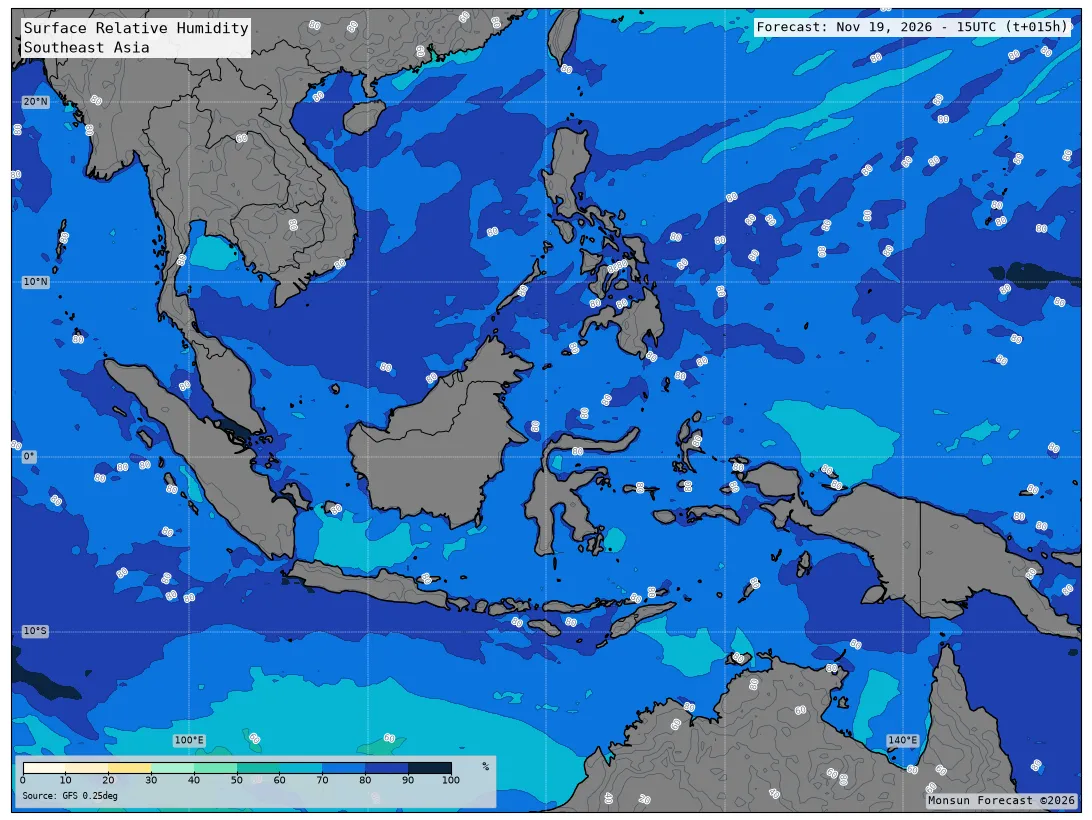 Surface Relative Humidity
Southeast Asia
Forecast: Nov 19, 2026 - 15UTC (t+015h)
20°N
10°N
0°
10°S
100°E
140°E
0 10 20 30 40 50 60 70 80 90 100
%
Source: GFS 0.25deg
Monsun Forecast ©2026